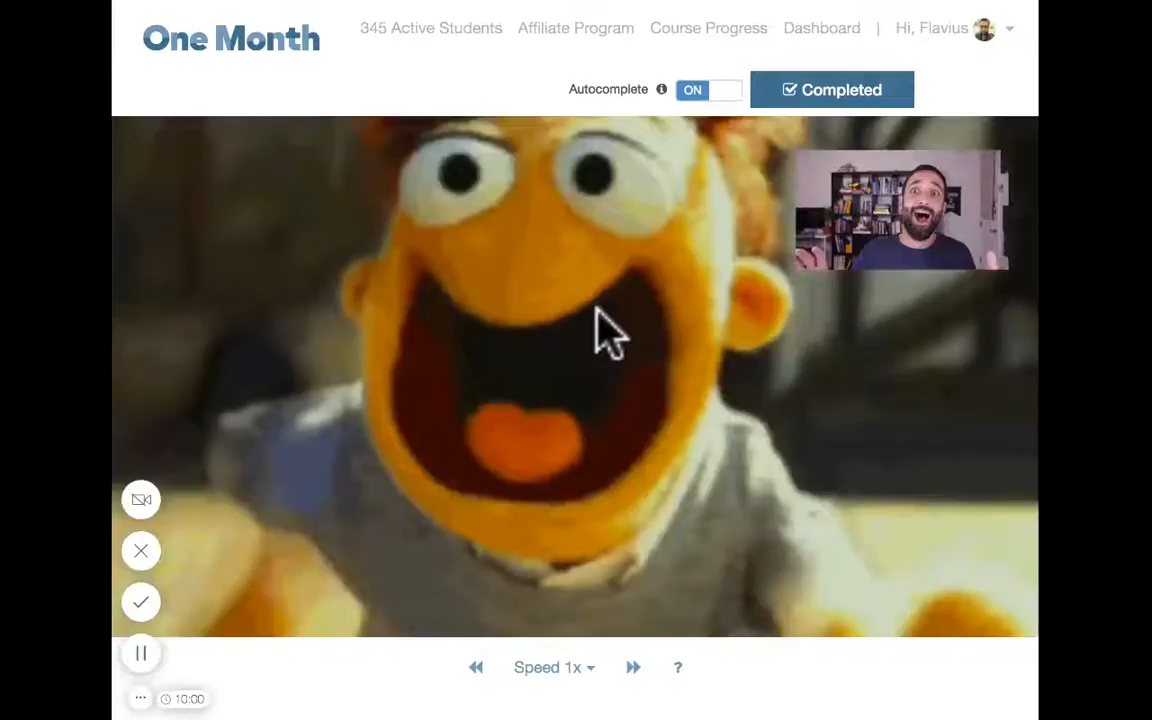 One Month
345 Active Students Affiliate Program Course Progress Dashboard | Hi, Flavius
Autocomplete ON Completed
Speed 1x ?
10:00